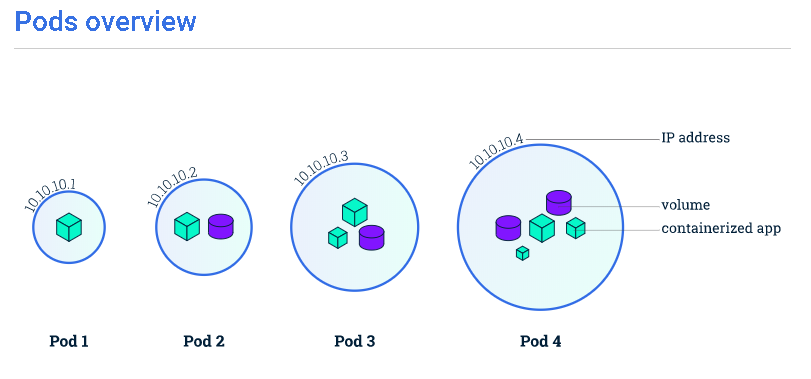 Pods overview
10.10.10.1
10.10.10.2
10.10.10.3
10.10.10.4
IP address
volume
containerized app
Pod 1
Pod 2
Pod 3
Pod 4